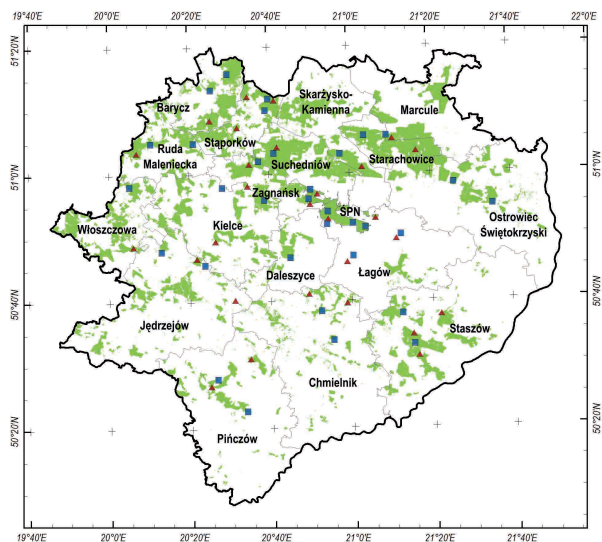 20°0'E 20°20'E 20°40'E 21°0'E 21°20'E 21°40'E 22°0'E
51°20'N
51°0'N
50°40'N
50°20'N
51°20'N
51°0'N
50°40'N
50°20'N
Barycz
Skarżysko-
Kamienna
Marcule
Ruda
Maleniecka
Stąporków
Suchedniów
Starachowice
Zagnańsk
ŚPN
Ostrowiec
Świętokrzyski
Włoszczowa
Kielce
Daleszyce
Łagów
Jędrzejów
Staszów
Chmielnik
Pińczów
19°40'E 20°0'E 20°20'E 20°40'E 21°0'E 21°20'E 21°40'E